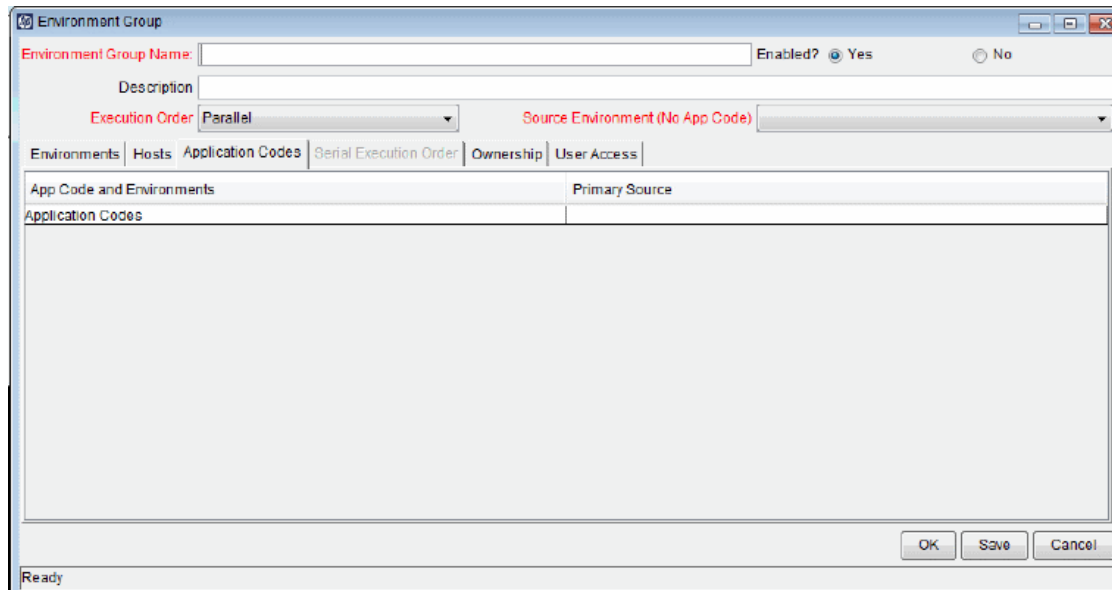 Environment Group
Environment Group Name: Enabled? Yes No
Description
Execution Order Parallel Source Environment (No App Code)
Environments Hosts Application Codes Serial Execution Order Ownership User Access
App Code and Environments Primary Source
Application Codes
OK Save Cancel
Ready